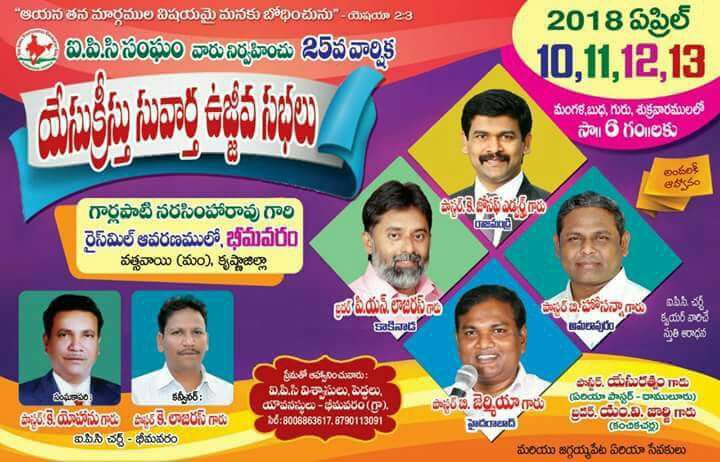 "ఆయన తన మార్గముల విషయమై మనకు బోధించును" - యెషయా 2:3
ఐ.పి.సి సంఘం వారు నిర్వహించు 25వ వార్షిక
యేసుక్రీస్తు సువార్త ఉజ్జీవ సభలు
2018 ఏప్రిల్
10,11,12,13
మంగళ,బుధ, గురు, శుక్రవారములలో
సా॥ 6 గం॥లకు
అందరికీ
ఆహ్వానం
గార్లపాటి నరసింహారావు గారి
రైస్‌మిల్ ఆవరణములో, భీమవరం
వత్సవాయి (మం), కృష్ణాజిల్లా
పాస్టర్. కె. జోసఫ్ ఎడ్వర్డ్ గారు
రాజమండ్రి
బ్రదర్ పి.యన్. లాజరస్ గారు
కాకినాడ
పాస్టర్ బి. హోసన్నా గారు
అమలాపురం
పాస్టర్ బి. జెర్మియా గారు
హైదరాబాద్
ఐ.పి.సి. చర్చ్
క్వయర్ వారిచే
స్తుతి ఆరాధన
సంఘకాపరి:
పాస్టర్. కె. యోహాను గారు
కన్వీనర్ :
పాస్టర్ కె. లాజరస్ గారు
ఐ.పి.సి చర్చ్ - భీమవరం
ప్రేమతో ఆహ్వానించువారు :
ఐ.పి.సి విశ్వాసులు, పెద్దలు,
యౌవనస్థులు - భీమవరం (గ్రా).
సెల్: 8008863617, 8790113091
పాస్టర్. యేసురత్నం గారు
(ఏరియా పాస్టర్ - దాములూరు)
బ్రదర్. యం.వి. జార్జి గారు
(కంచికచర్ల)
మరియు జగ్గయ్యపేట ఏరియా సేవకులు